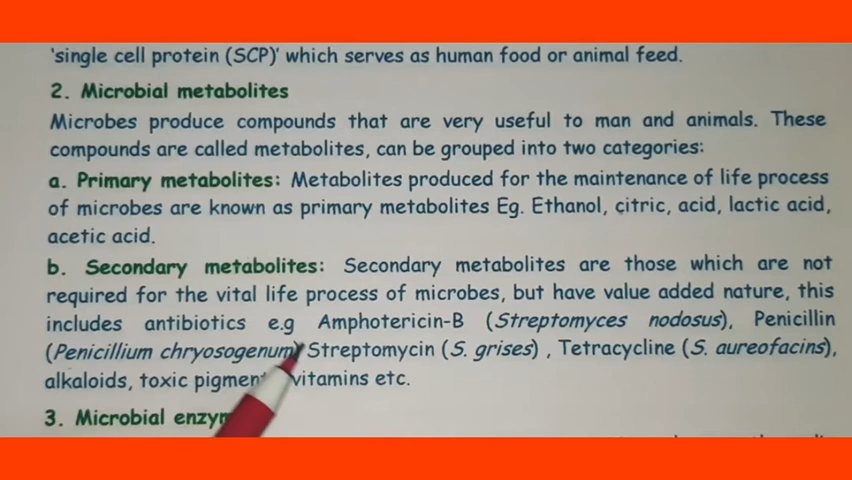 'single cell protein (SCP)' which serves as human food or animal feed.
2. Microbial metabolites
Microbes produce compounds that are very useful to man and animals. These
compounds are called metabolites, can be grouped into two categories:
a. Primary metabolites: Metabolites produced for the maintenance of life process
of microbes are known as primary metabolites Eg. Ethanol, citric, acid, lactic acid,
acetic acid.
b. Secondary metabolites: Secondary metabolites are those which are not
required for the vital life process of microbes, but have value added nature, this
includes antibiotics e.g Amphotericin-B (Streptomyces nodosus), Penicillin
(Penicillium chryosogenum) Streptomycin (S. grises) , Tetracycline (S. aureofacins),
alkaloids, toxic pigment vitamins etc.
3. Microbial